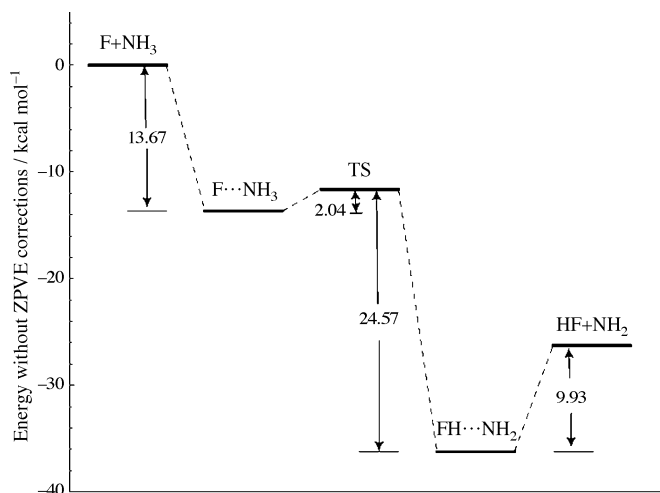 Energy without ZPVE corrections / kcal mol⁻¹
0
−10
−20
−30
−40
F+NH₃
13.67
F···NH₃
TS
2.04
24.57
FH···NH₂
HF+NH₂
9.93